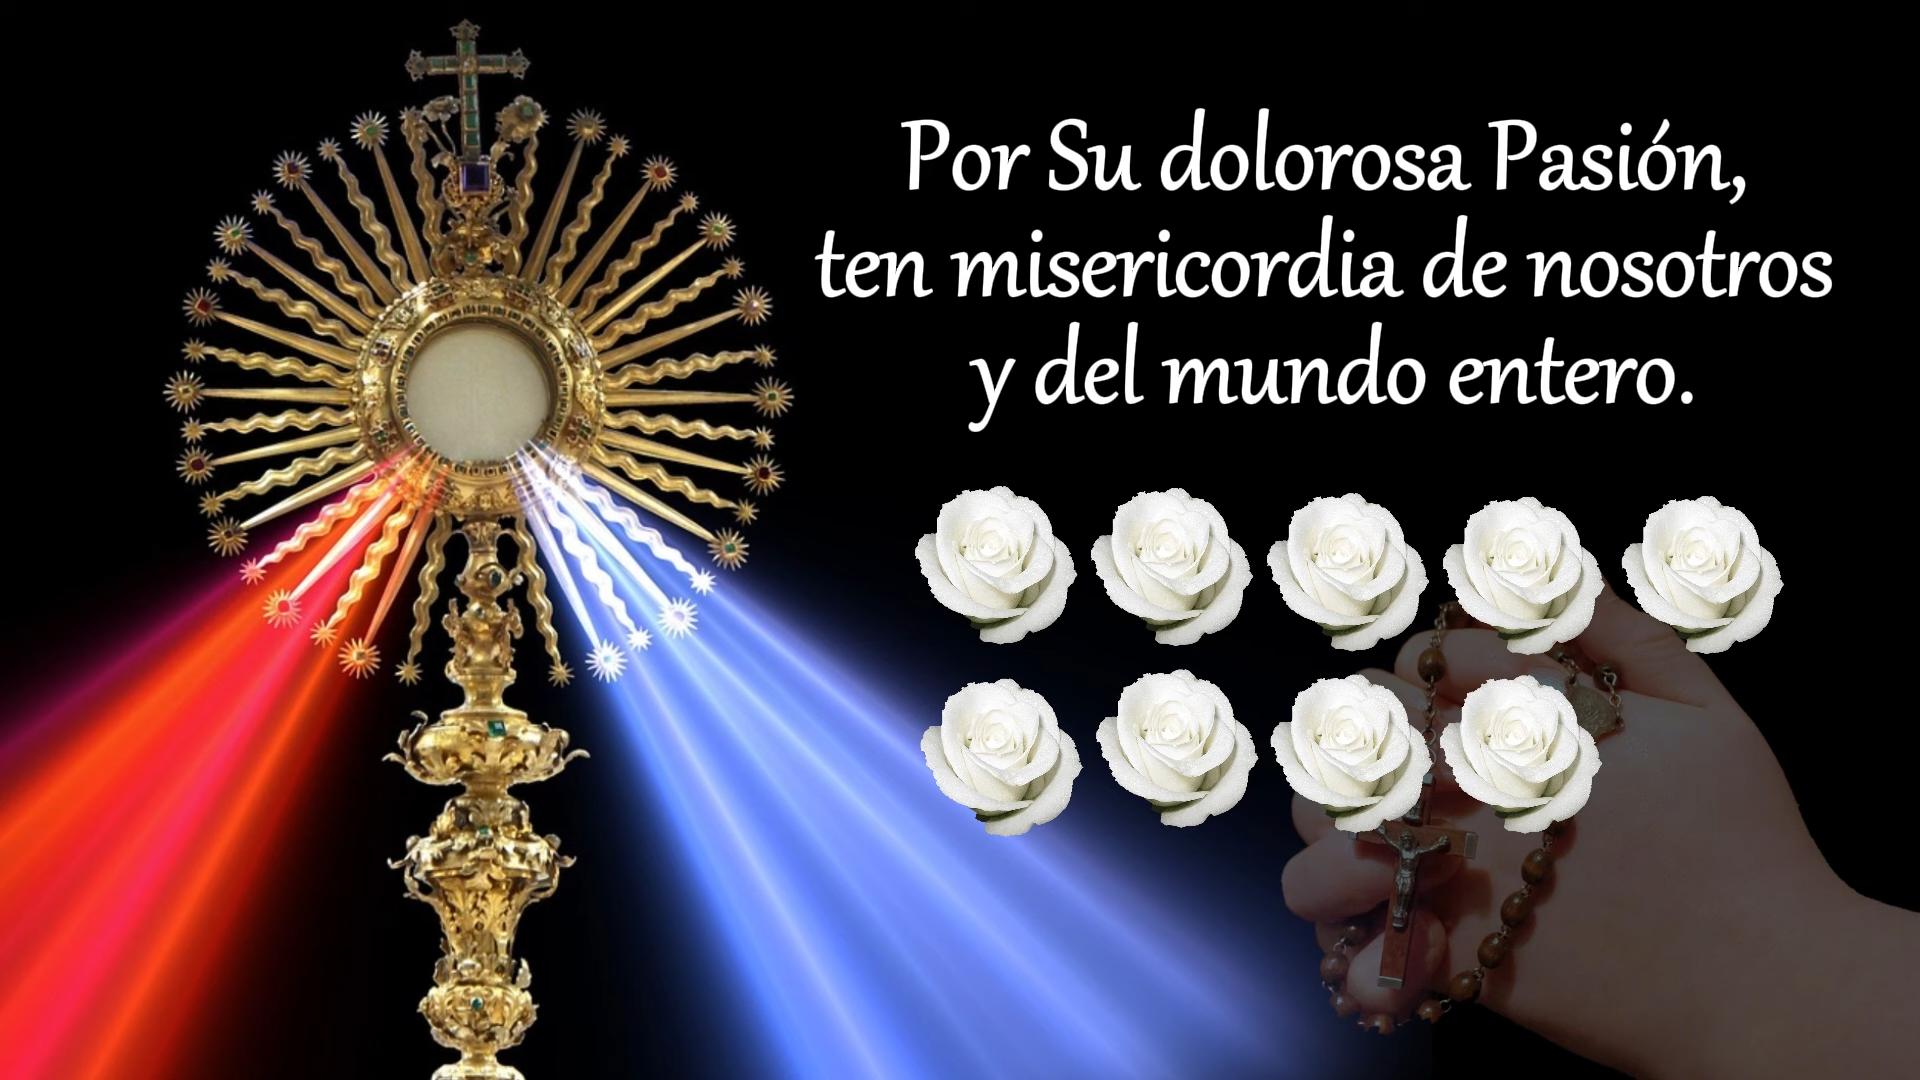 Por Su dolorosa Pasión,
ten misericordia de nosotros
y del mundo entero.